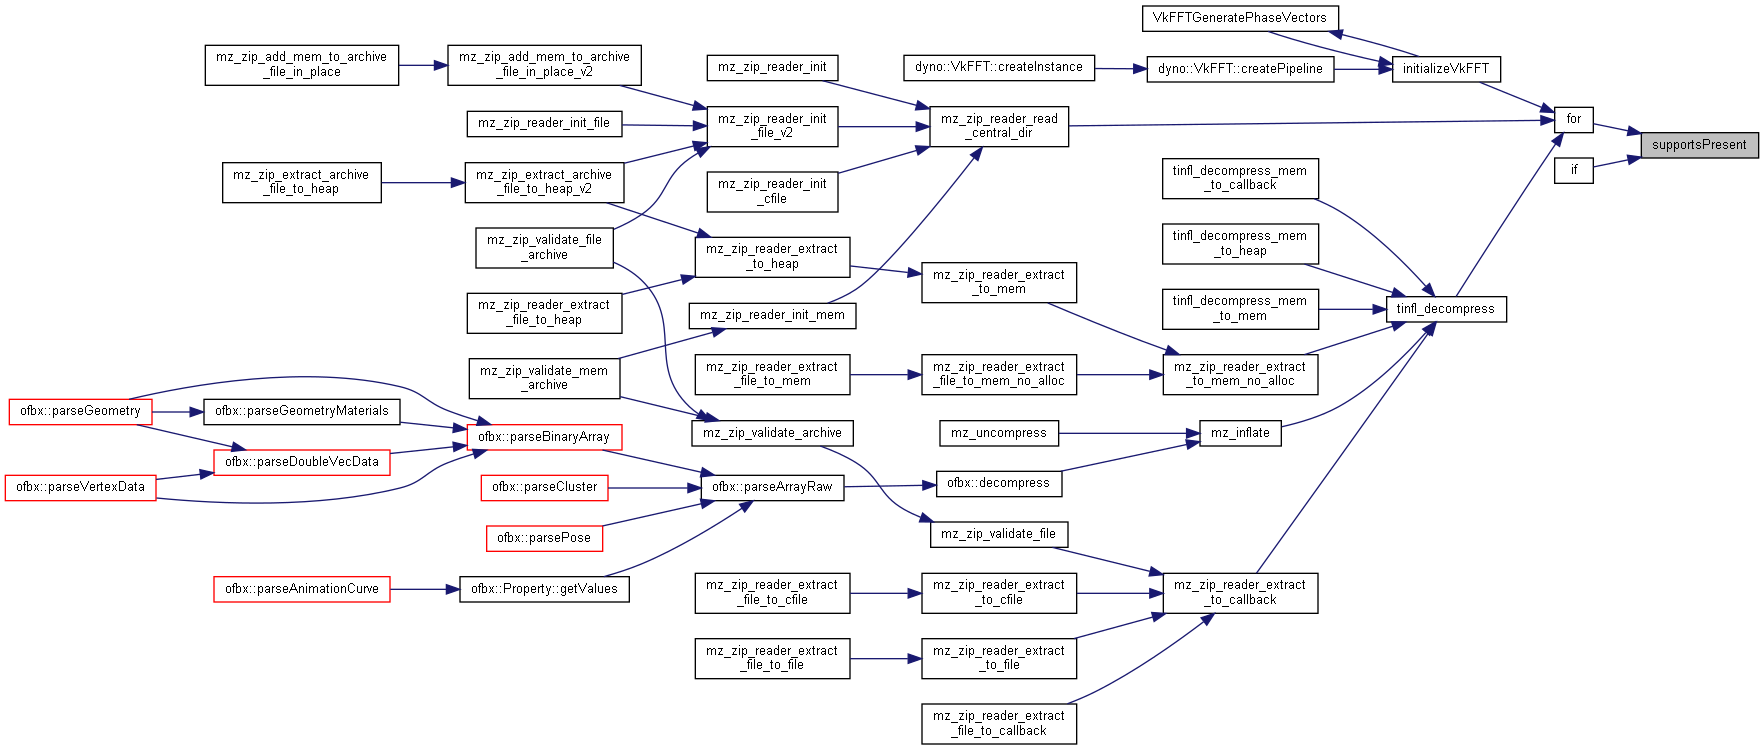 VkFFTGeneratePhaseVectors
mz_zip_add_mem_to_archive
_file_in_place
mz_zip_add_mem_to_archive
_file_in_place_v2
mz_zip_reader_init
dyno::VkFFT::createInstance
dyno::VkFFT::createPipeline
initializeVkFFT
mz_zip_reader_init_file
mz_zip_reader_init
_file_v2
mz_zip_reader_read
_central_dir
for
supportsPresent
if
mz_zip_extract_archive
_file_to_heap
mz_zip_extract_archive
_file_to_heap_v2
mz_zip_reader_init
_cfile
tinfl_decompress_mem
_to_callback
mz_zip_validate_file
_archive
mz_zip_reader_extract
_to_heap
tinfl_decompress_mem
_to_heap
mz_zip_reader_extract
_to_mem
mz_zip_reader_extract
_file_to_heap
mz_zip_reader_init_mem
tinfl_decompress_mem
_to_mem
tinfl_decompress
mz_zip_validate_mem
_archive
mz_zip_reader_extract
_file_to_mem
mz_zip_reader_extract
_file_to_mem_no_alloc
mz_zip_reader_extract
_to_mem_no_alloc
ofbx::parseGeometry
ofbx::parseGeometryMaterials
ofbx::parseBinaryArray
mz_zip_validate_archive
mz_uncompress
mz_inflate
ofbx::parseDoubleVecData
ofbx::parseVertexData
ofbx::parseCluster
ofbx::parseArrayRaw
ofbx::decompress
ofbx::parsePose
mz_zip_validate_file
ofbx::parseAnimationCurve
ofbx::Property::getValues
mz_zip_reader_extract
_file_to_cfile
mz_zip_reader_extract
_to_cfile
mz_zip_reader_extract
_to_callback
mz_zip_reader_extract
_file_to_file
mz_zip_reader_extract
_to_file
mz_zip_reader_extract
_file_to_callback